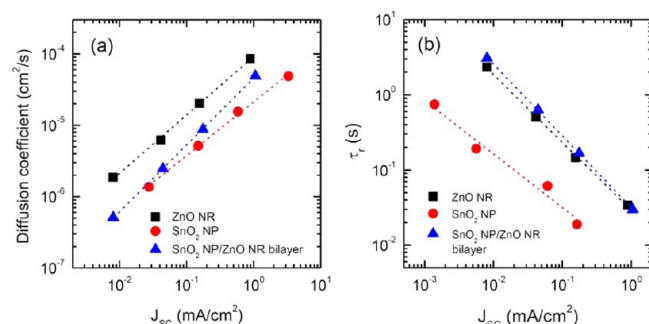 (a)
Diffusion coefficient (cm²/s)
10⁻⁴
10⁻⁵
10⁻⁶
10⁻⁷
ZnO NR
SnO₂ NP
SnO₂ NP/ZnO NR bilayer
10⁻² 10⁻¹ 10⁰ 10¹
J_SC (mA/cm²)
(b)
τᵣ (s)
10¹
10⁰
10⁻¹
10⁻²
ZnO NR
SnO₂ NP
SnO₂ NP/ZnO NR
bilayer
10⁻³ 10⁻² 10⁻¹ 10⁰
J_SC (mA/cm²)